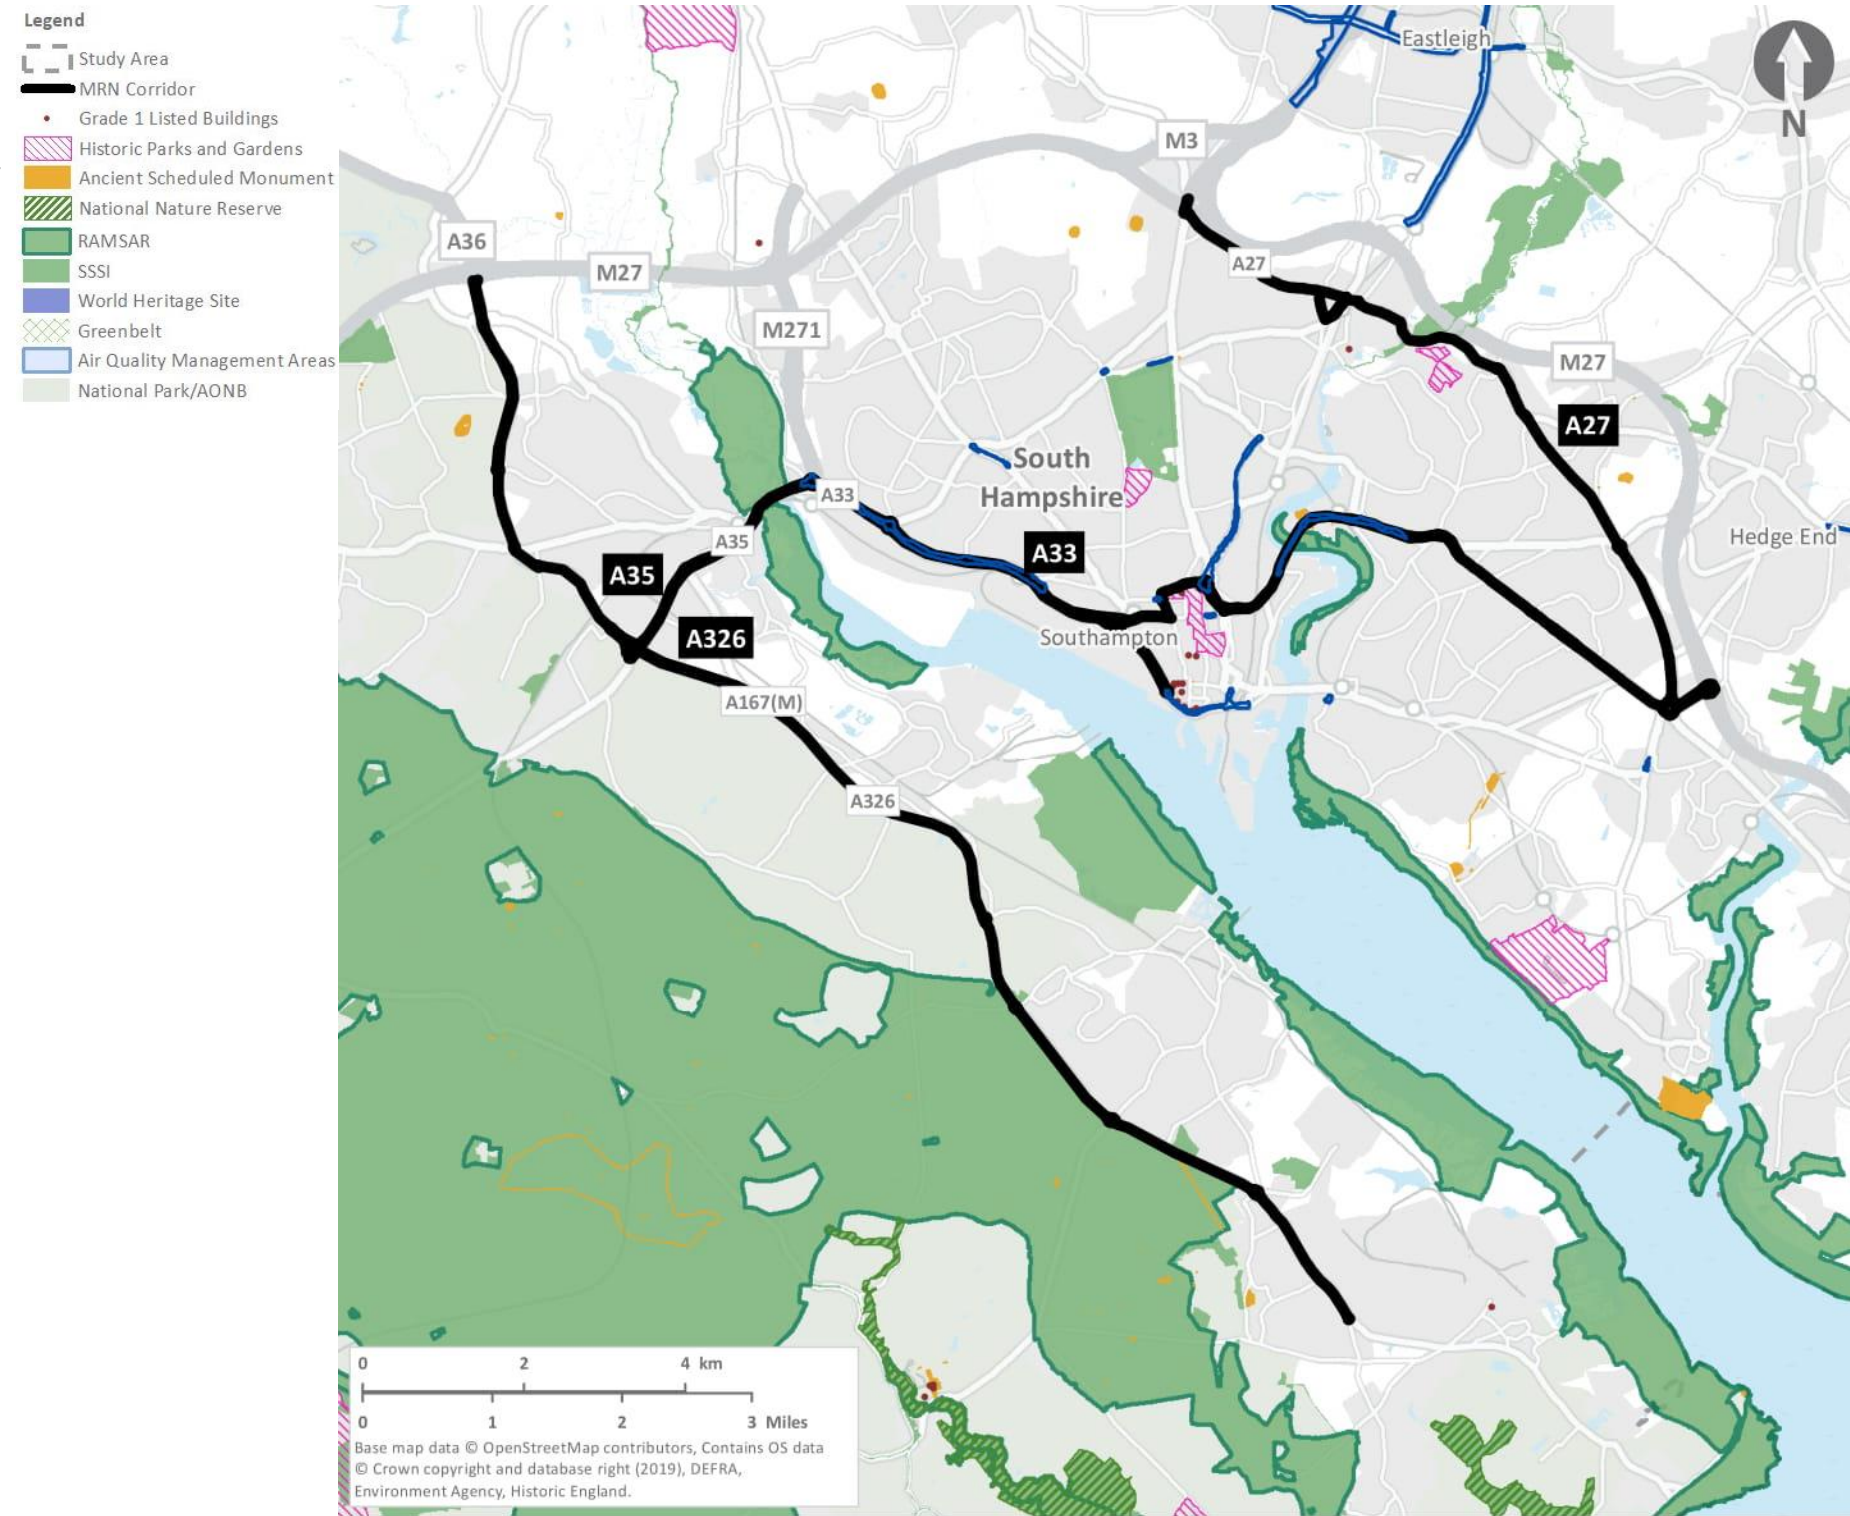 Legend
Study Area
MRN Corridor
Grade 1 Listed Buildings
Historic Parks and Gardens
Ancient Scheduled Monument
National Nature Reserve
RAMSAR
SSSI
World Heritage Site
Greenbelt
Air Quality Management Areas
National Park/AONB
Eastleigh
N
M3
A36
M27
A27
M271
M27
A27
South
Hampshire
A33
Hedge End
A35
A33
A35
A326
Southampton
A167(M)
A326
0 2 4 km
0 1 2 3 Miles
Base map data © OpenStreetMap contributors, Contains OS data
© Crown copyright and database right (2019), DEFRA,
Environment Agency, Historic England.